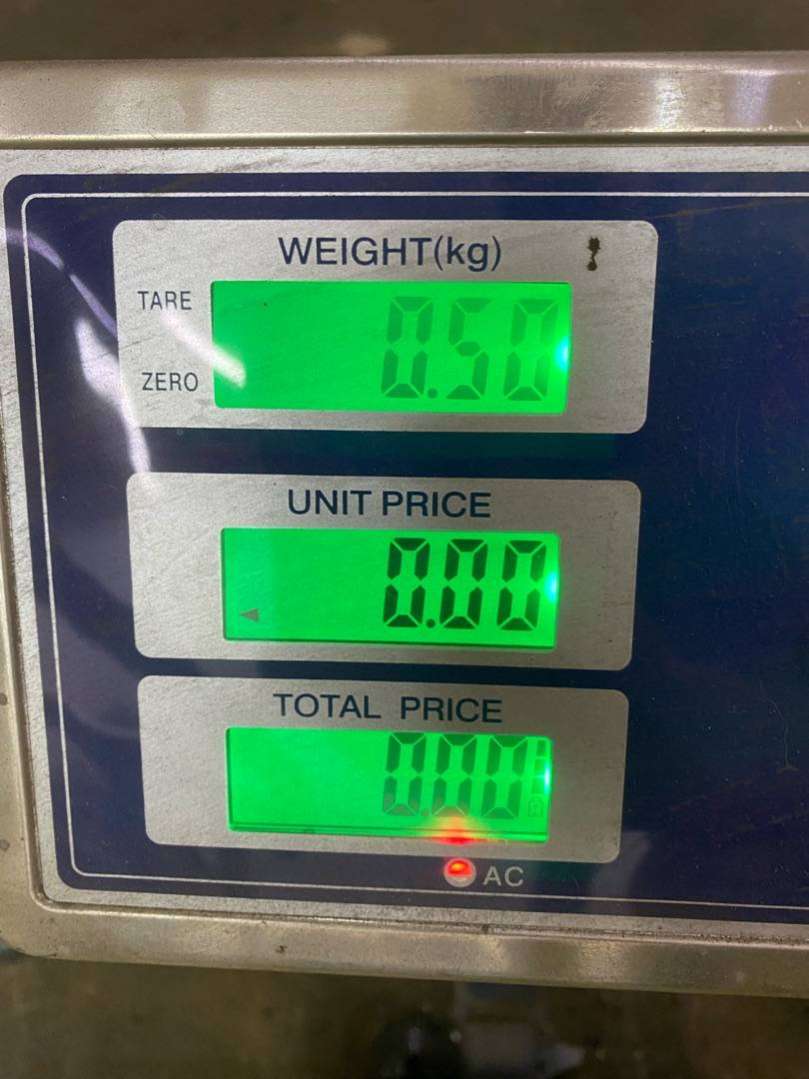 WEIGHT(kg)
TARE
0.50
ZERO
UNIT PRICE
0.00
TOTAL PRICE
0.00
AC